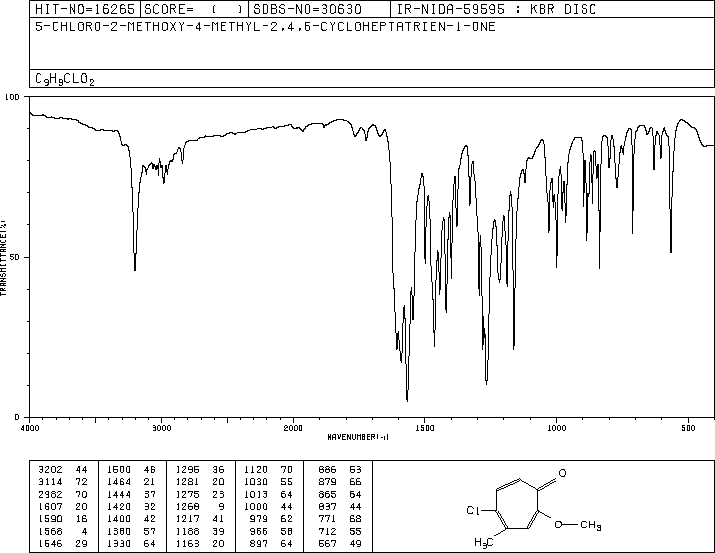 HIT-NO=16265 SCORE= ( ) SDBS-NO=30630 IR-NIDA-59595 : KBR DISC
5-CHLORO-2-METHOXY-4-METHYL-2,4,6-CYCLOHEPTATRIEN-1-ONE
C9H9CLO2
100
50
0
TRANSMITTANCE(%)
4000 3000 2000 1500 1000 500
WAVENUMBER(-1)
3202 44 1500 46 1296 36 1120 70 886 53
3114 72 1464 21 1281 20 1030 55 879 66
2982 70 1444 37 1275 23 1013 64 865 64
1607 20 1420 32 1268 9 1000 44 837 44
1590 16 1400 42 1217 41 979 62 771 68
1568 4 1380 57 1188 39 966 58 712 55
1546 29 1330 64 1163 20 897 64 567 49
O
Cl
O CH3
H3C